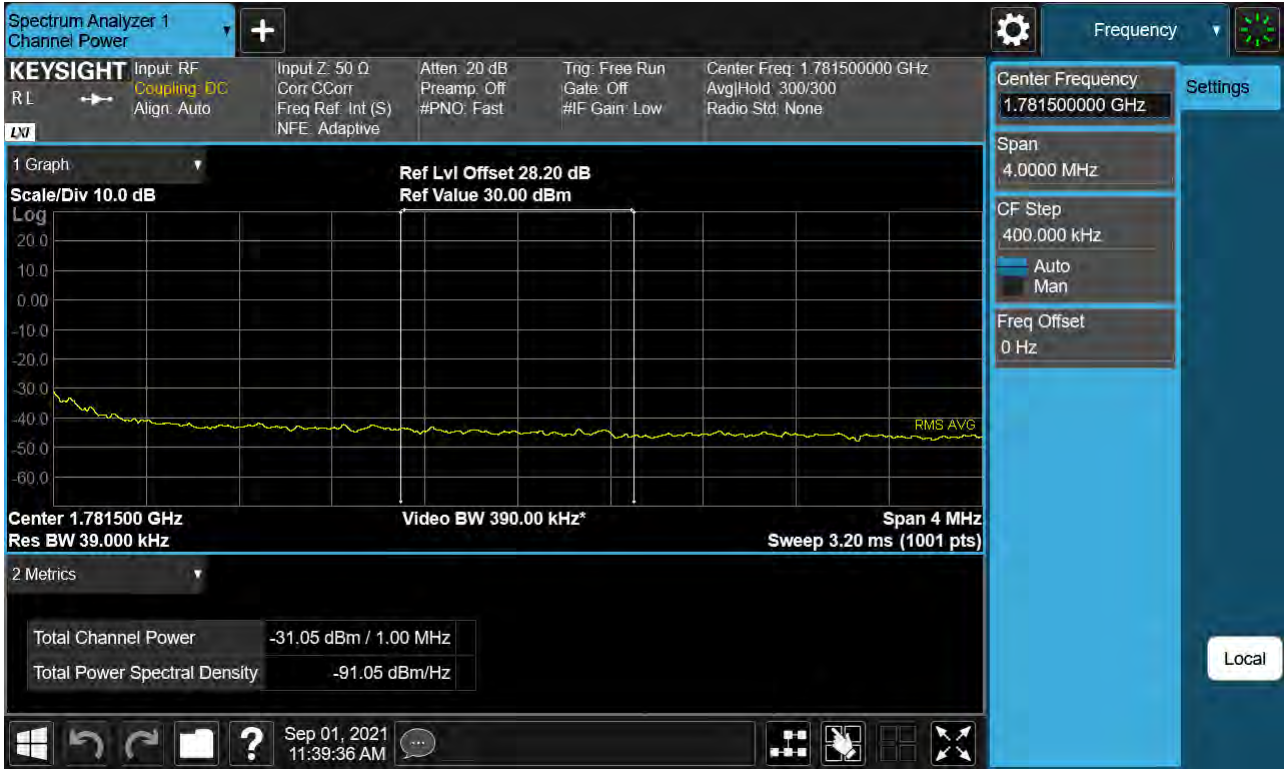 Spectrum Analyzer 1
Channel Power
+
Frequency
KEYSIGHT
RL
LXI
Input: RF
Coupling: DC
Align: Auto
Input Z: 50 Ω
Corr CCorr
Freq Ref: Int (S)
NFE: Adaptive
Atten: 20 dB
Preamp: Off
#PNO: Fast
Trig: Free Run
Gate: Off
#IF Gain: Low
Center Freq: 1.781500000 GHz
Avg|Hold: 300/300
Radio Std: None
Center Frequency
1.781500000 GHz
Settings
Span
4.0000 MHz
CF Step
400.000 kHz
Auto
Man
Freq Offset
0 Hz
Local
1 Graph
Scale/Div 10.0 dB
Ref Lvl Offset 28.20 dB
Ref Value 30.00 dBm
Log
20.0
10.0
0.00
-10.0
-20.0
-30.0
-40.0
-50.0
-60.0
RMS AVG
Center 1.781500 GHz
Video BW 390.00 kHz*
Span 4 MHz
Res BW 39.000 kHz
Sweep 3.20 ms (1001 pts)
2 Metrics
Total Channel Power -31.05 dBm / 1.00 MHz
Total Power Spectral Density -91.05 dBm/Hz
?
Sep 01, 2021
11:39:36 AM